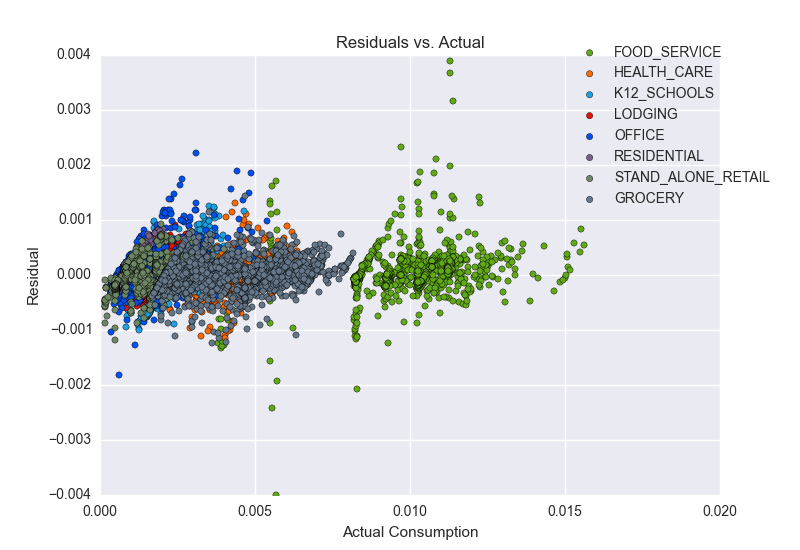 Residuals vs. Actual
FOOD_SERVICE
HEALTH_CARE
K12_SCHOOLS
LODGING
OFFICE
RESIDENTIAL
STAND_ALONE_RETAIL
GROCERY
0.004
0.003
0.002
0.001
0.000
−0.001
−0.002
−0.003
−0.004
Residual
0.000 0.005 0.010 0.015 0.020
Actual Consumption